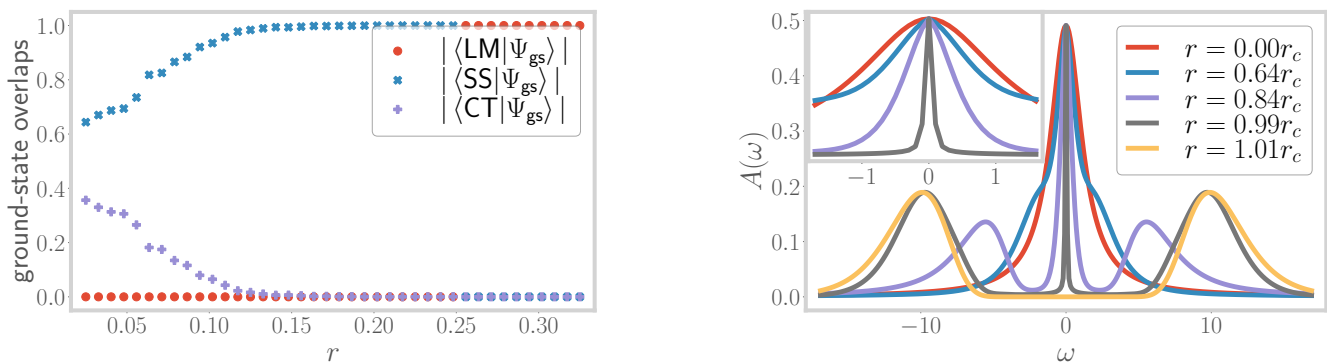 ground-state overlaps
1.0
0.8
0.6
0.4
0.2
0.0
0.05
0.10
0.15
0.20
0.25
0.30
r
|⟨LM|Ψgs⟩|
|⟨SS|Ψgs⟩|
|⟨CT|Ψgs⟩|
A(ω)
0.5
0.4
0.3
0.2
0.1
0.0
−1
0
1
−10
0
10
ω
r = 0.00rc
r = 0.64rc
r = 0.84rc
r = 0.99rc
r = 1.01rc